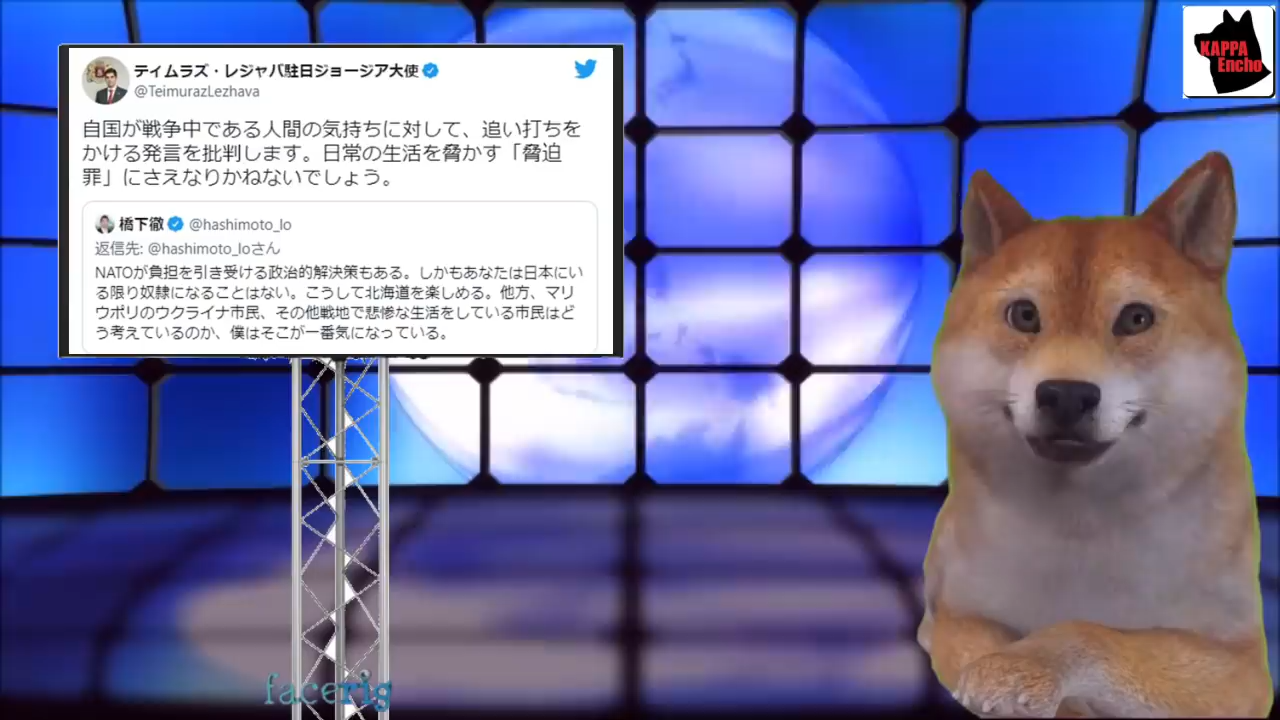 ティムラズ・レジャバ駐日ジョージア大使
@TeimurazLezhava
自国が戦争中である人間の気持ちに対して、追い打ちを
かける発言を批判します。日常の生活を脅かす「脅迫
罪」にさえなりかねないでしょう。
橋下徹 @hashimoto_lo
返信先: @hashimoto_loさん
NATOが負担を引き受ける政治的解決策もある。しかもあなたは日本にい
る限り奴隷になることはない。こうして北海道を楽しめる。他方、マリ
ウポリのウクライナ市民、その他戦地で悲惨な生活をしている市民はど
う考えているのか、僕はそこが一番気になっている。
KAPPA
Encho
facerig